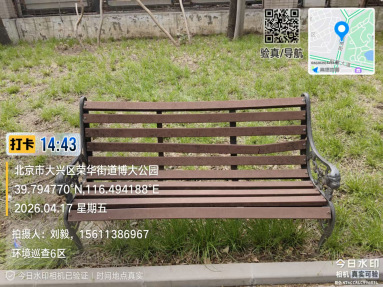 验真/导航
打卡 14:43
北京市大兴区荣华街道博大公园
39.794770°N,116.494188°E
2026.04.17 星期五
拍摄人：刘毅，15611386967
环境巡查6区
今日水印相机已验证 | 时间地点真实
今日水印
相机 真实可验